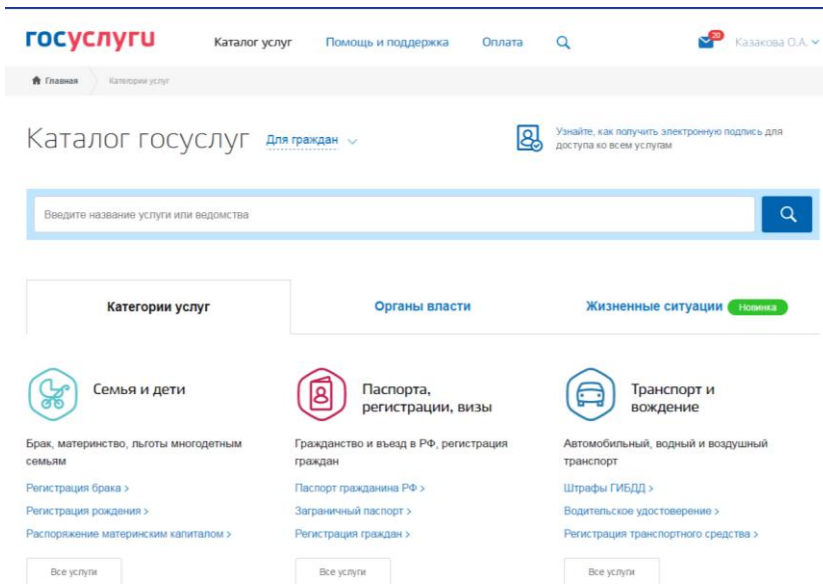 госуслуги Каталог услуг Помощь и поддержка Оплата 20 Казакова О.А.
Главная Категории услуг
Каталог госуслуг Для граждан
Узнайте, как получить электронную подпись для
доступа ко всем услугам
Введите название услуги или ведомства
Категории услуг Органы власти Жизненные ситуации Новинка
Семья и дети
Паспорта,
регистрации, визы
Транспорт и
вождение
Брак, материнство, льготы многодетным
семьям
Гражданство и въезд в РФ, регистрация
граждан
Автомобильный, водный и воздушный
транспорт
Регистрация брака >
Паспорт гражданина РФ >
Штрафы ГИБДД >
Регистрация рождения >
Заграничный паспорт >
Водительское удостоверение >
Распоряжение материнским капиталом >
Регистрация граждан >
Регистрация транспортного средства >
Все услуги
Все услуги
Все услуги